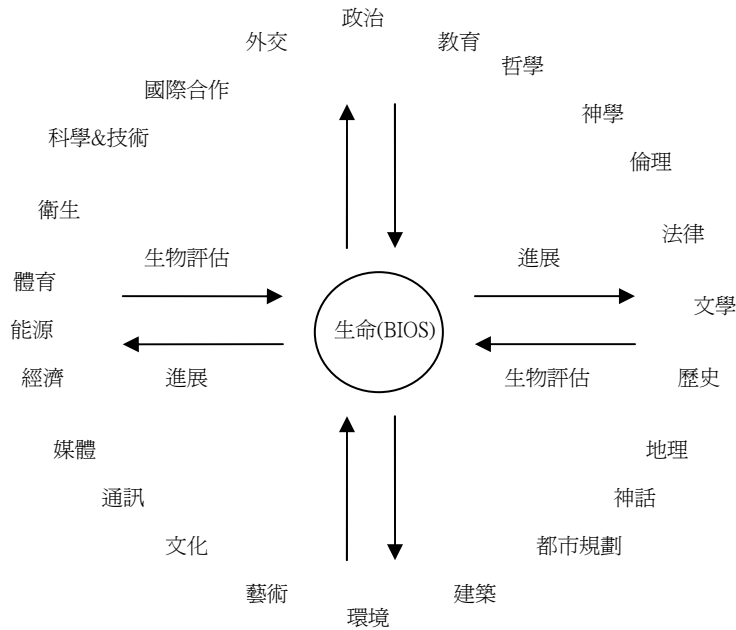 政治
外交
教育
哲學
國際合作
神學
科學&技術
倫理
衛生
法律
生物評估
進展
體育
文學
能源
生命(BIOS)
經濟
進展
生物評估
歷史
媒體
地理
通訊
神話
文化
都市規劃
藝術
建築
環境